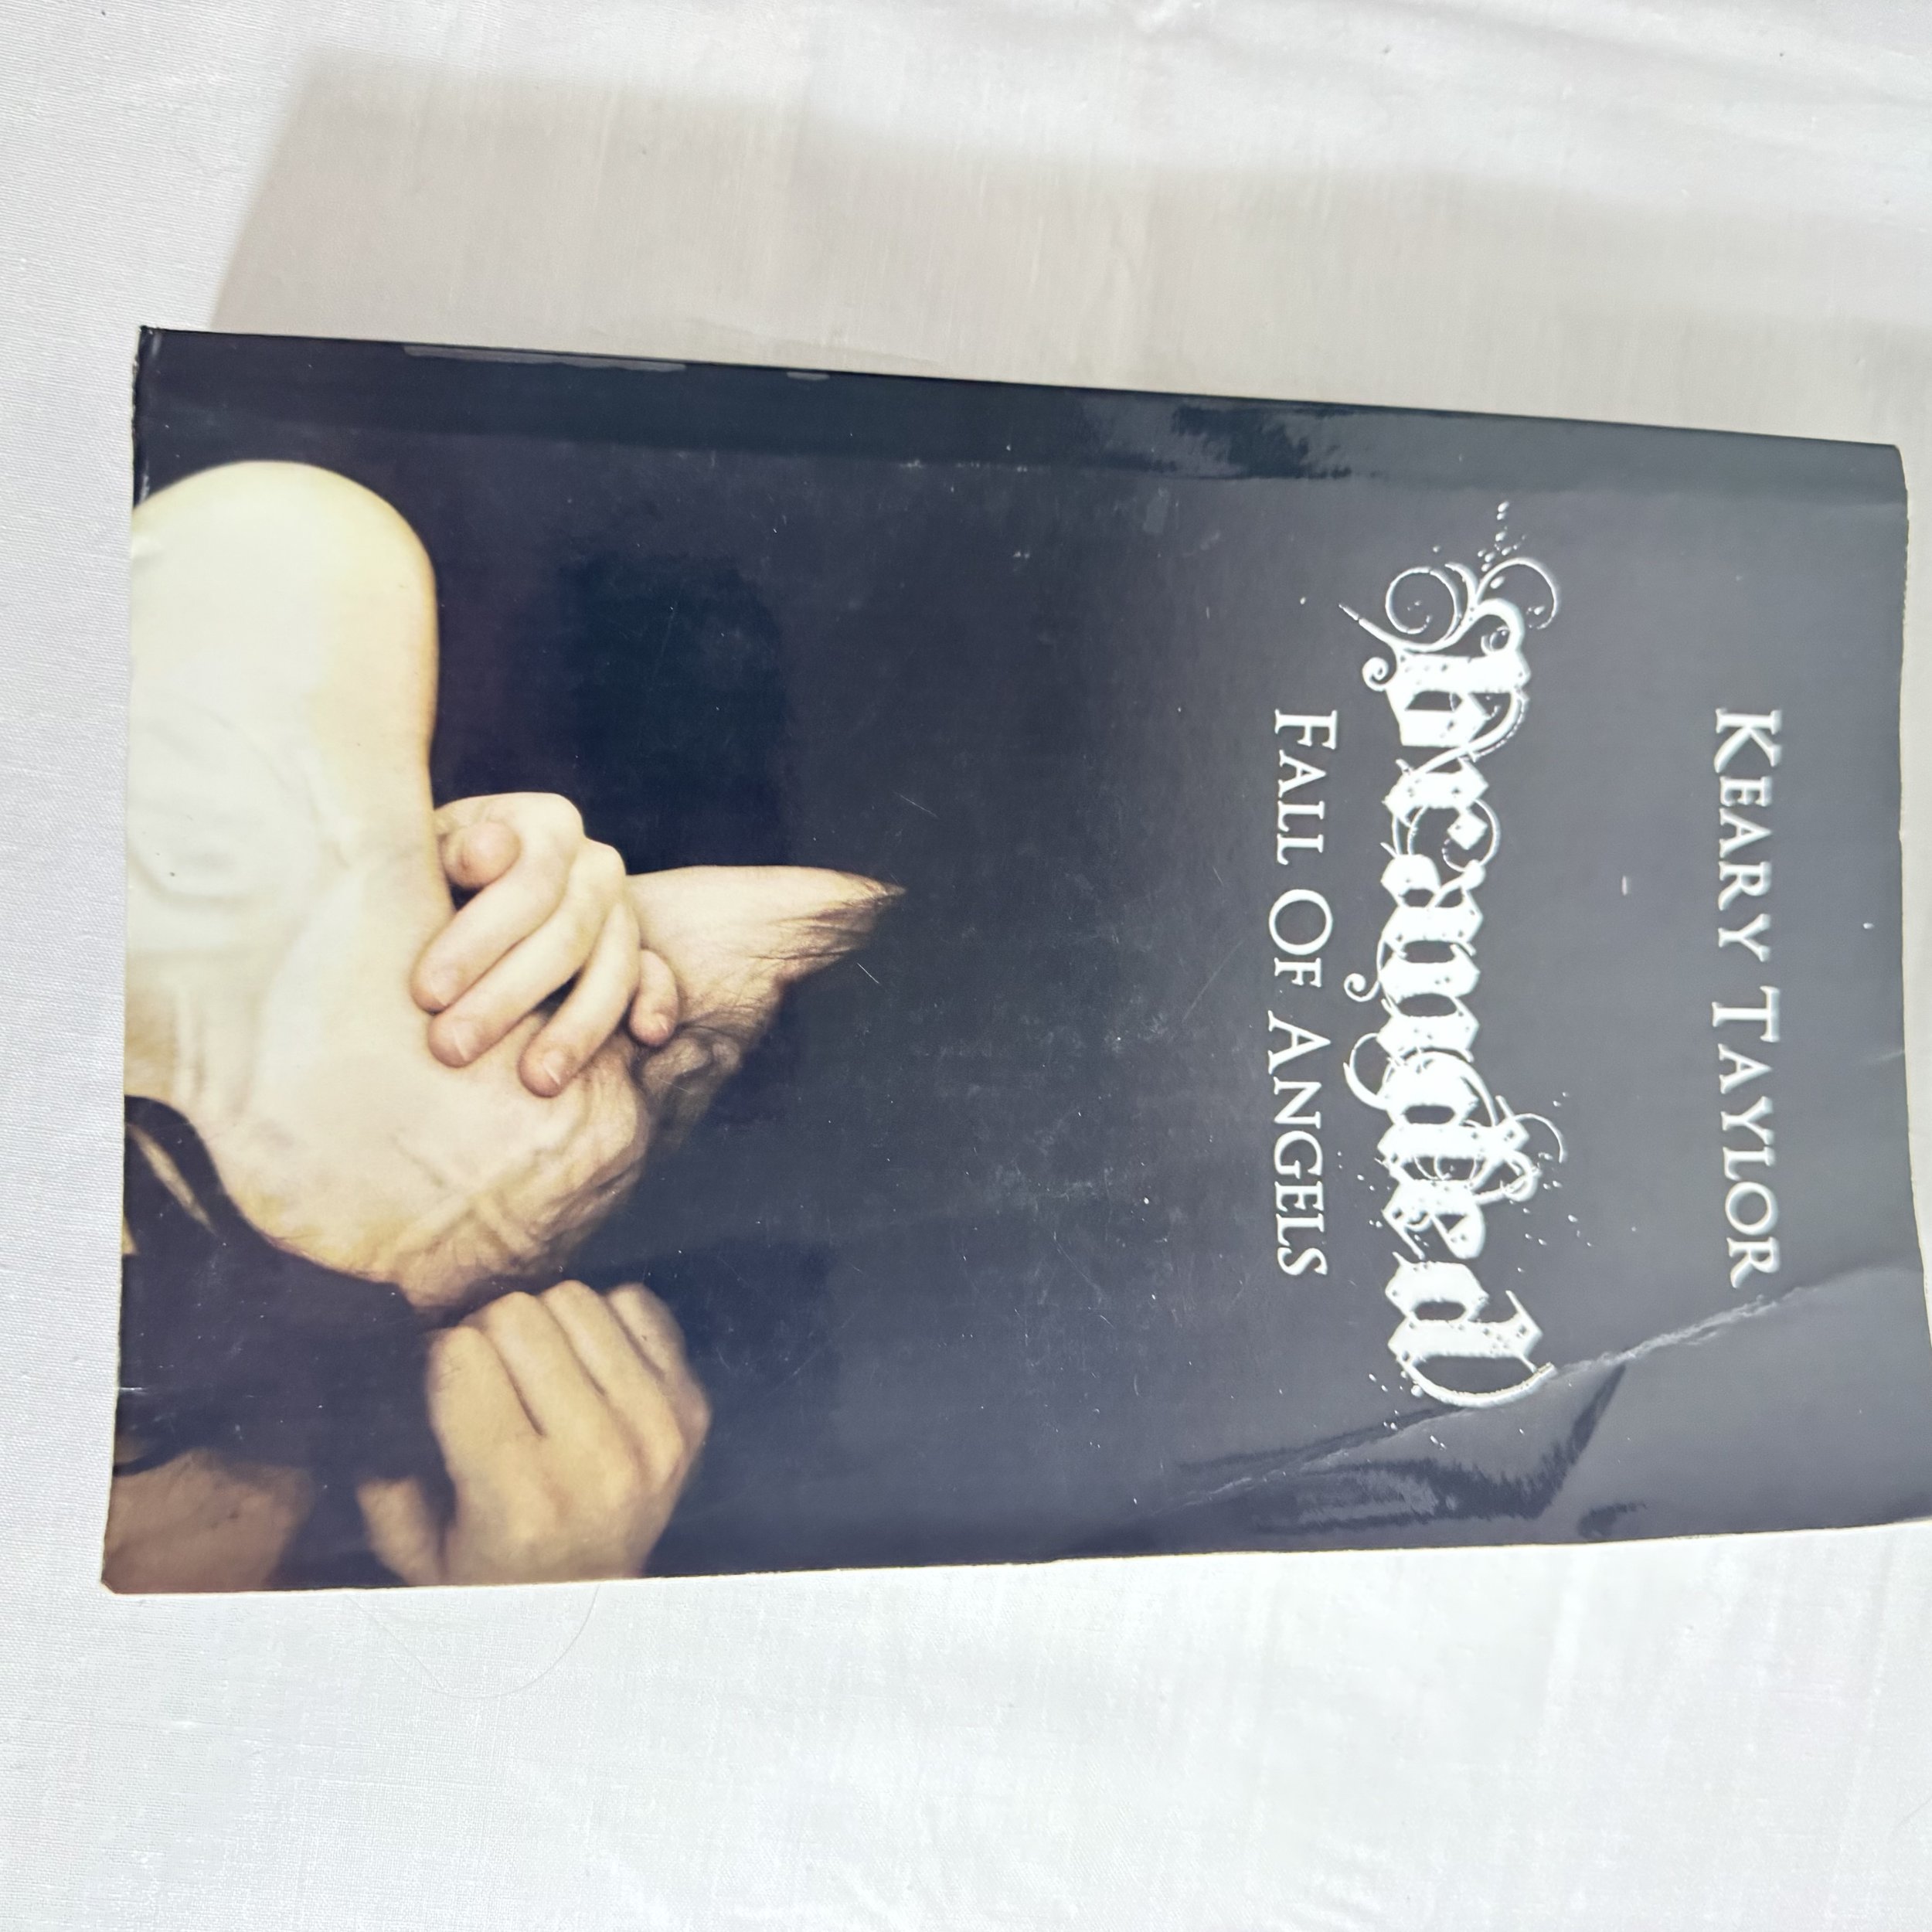 KEARY TAYLOR
branded
FALL OF ANGELS